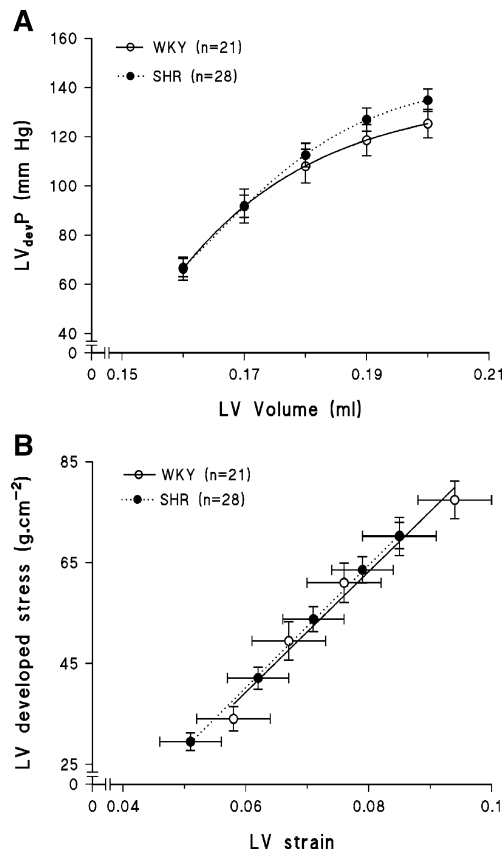 A
160
WKY (n=21)
SHR (n=28)
140
120
100
80
60
40
0
LVdevP (mm Hg)
0 0.15 0.17 0.19 0.21
LV Volume (ml)
B
85
WKY (n=21)
SHR (n=28)
65
45
25
0
LV developed stress (g.cm⁻²)
0 0.04 0.06 0.08 0.1
LV strain